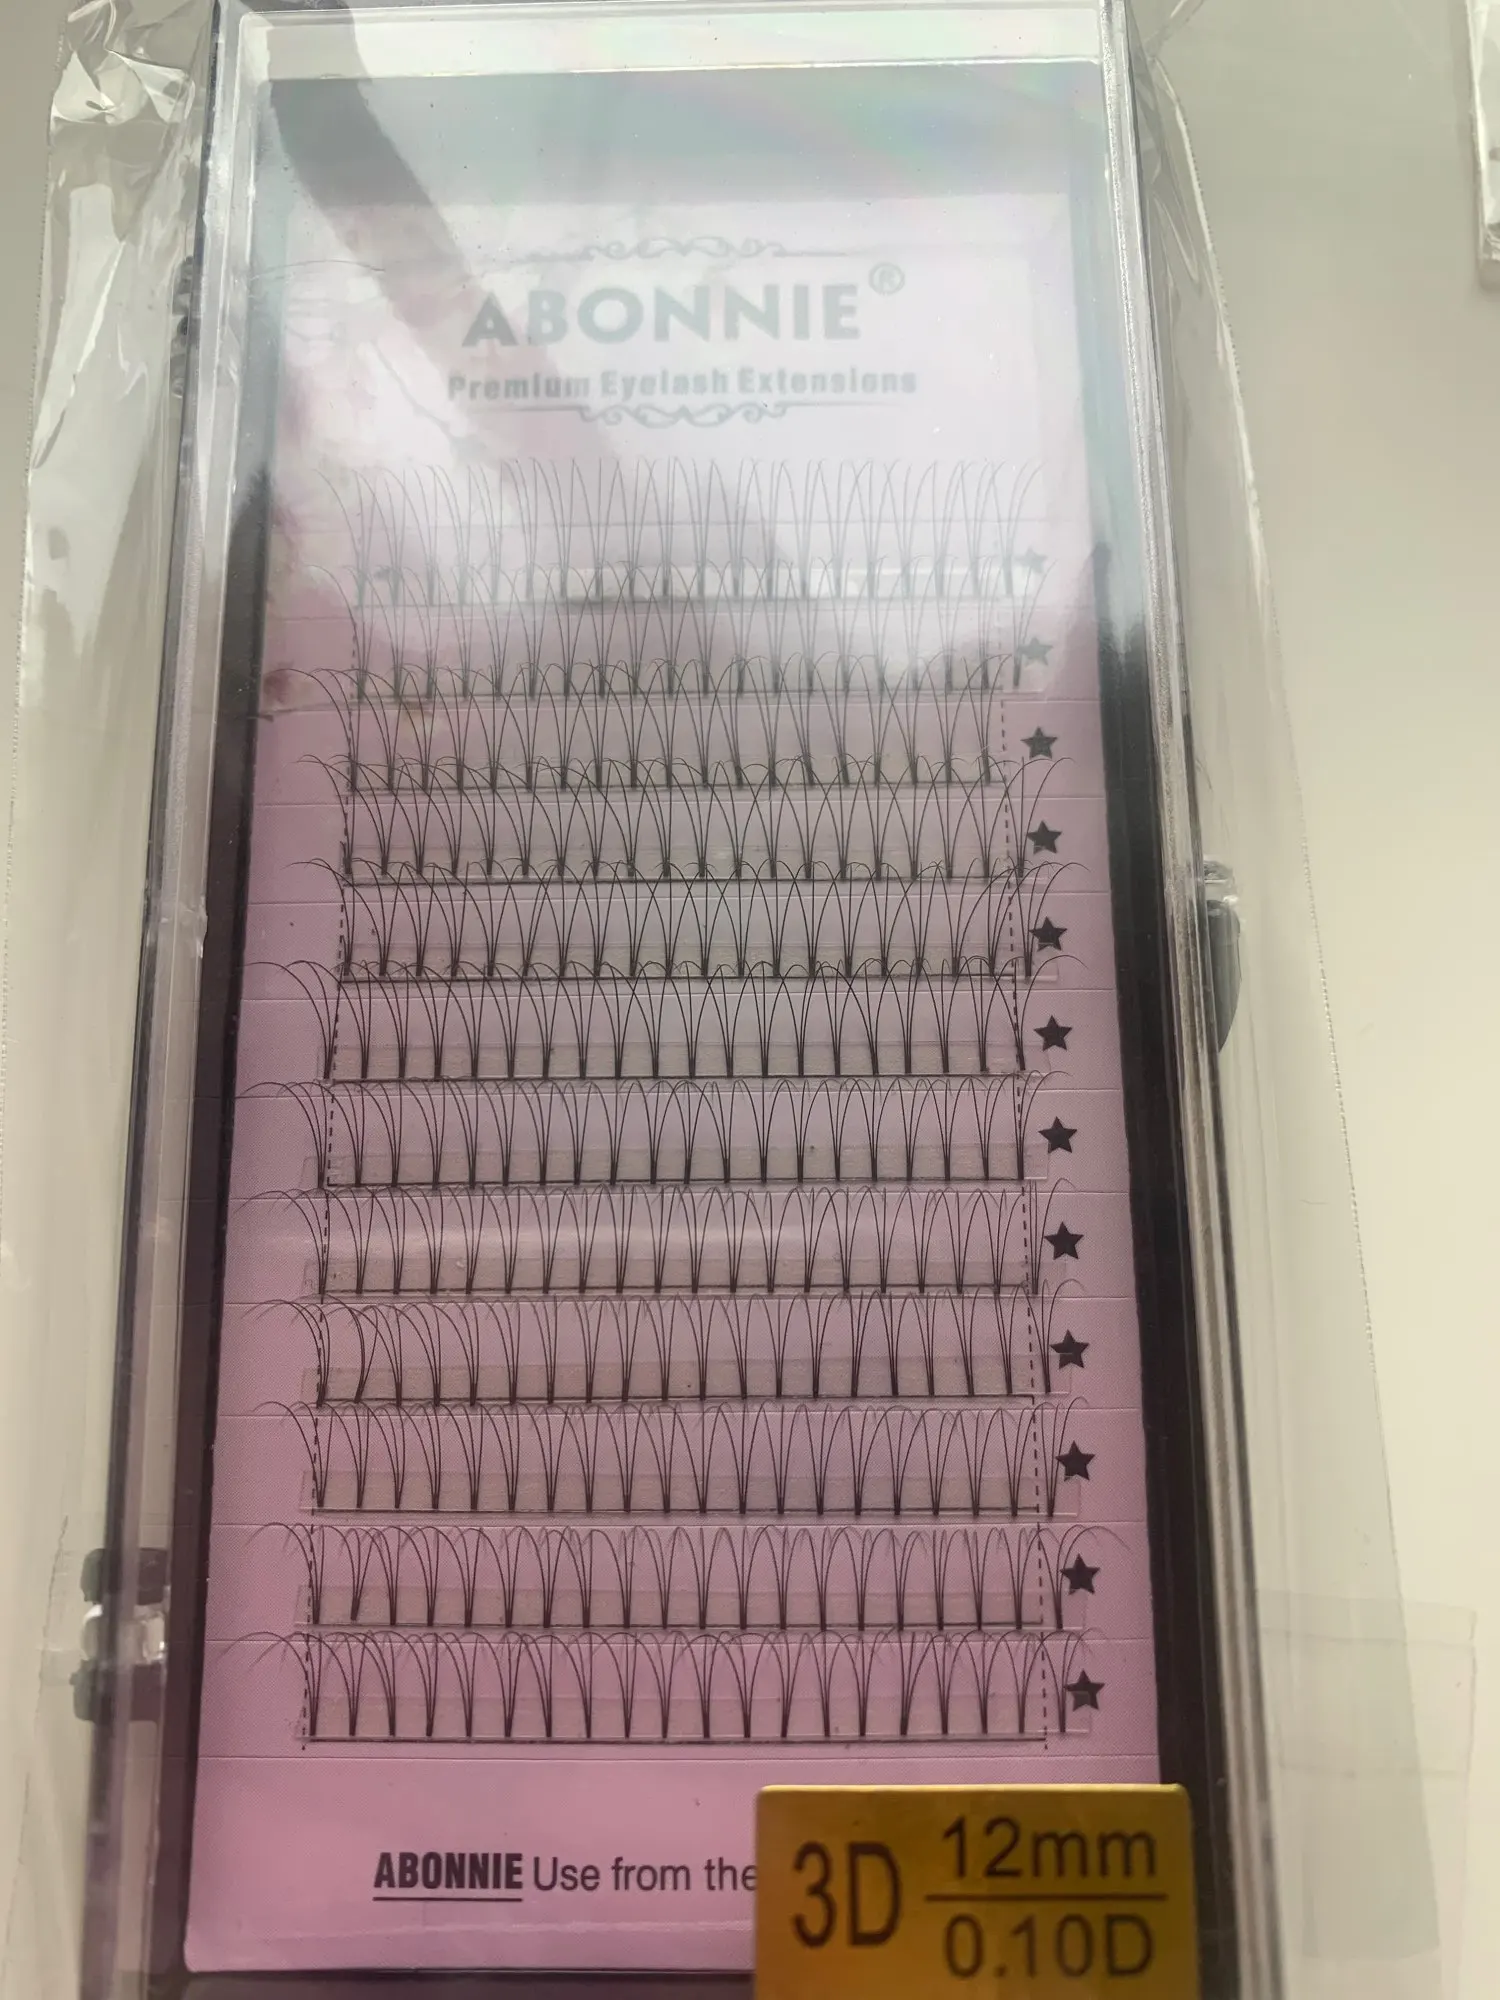 ABONNIE®
Premium Eyelash Extensions
ABONNIE Use from the
3D 12mm
0.10D